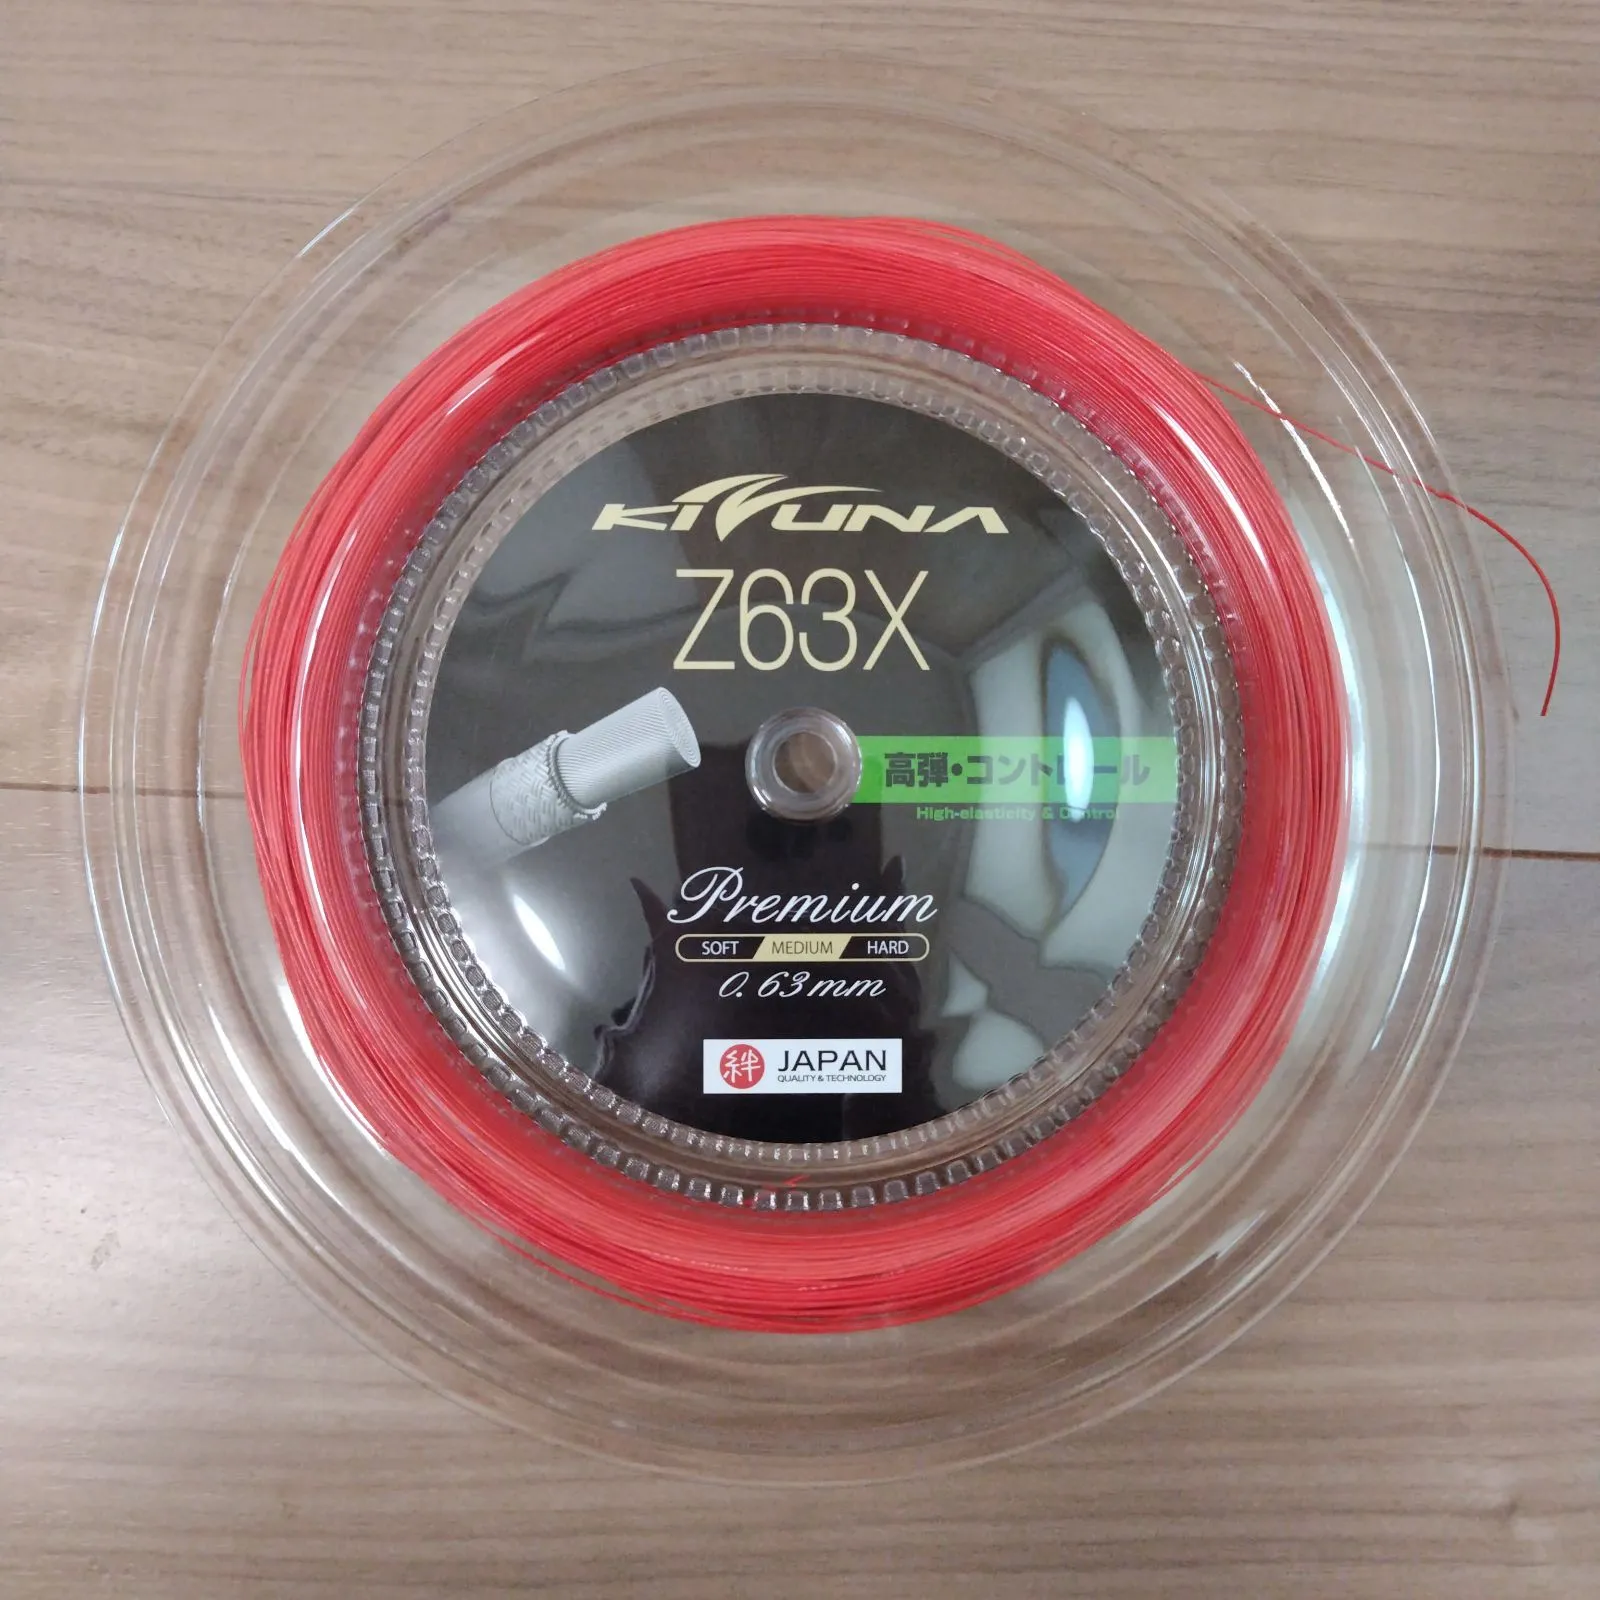 KIZUNA
Z63X
高弾・コントロール
High-elasticity & Control
Premium
SOFT MEDIUM HARD
0.63mm
絆 JAPAN
QUALITY & TECHNOLOGY